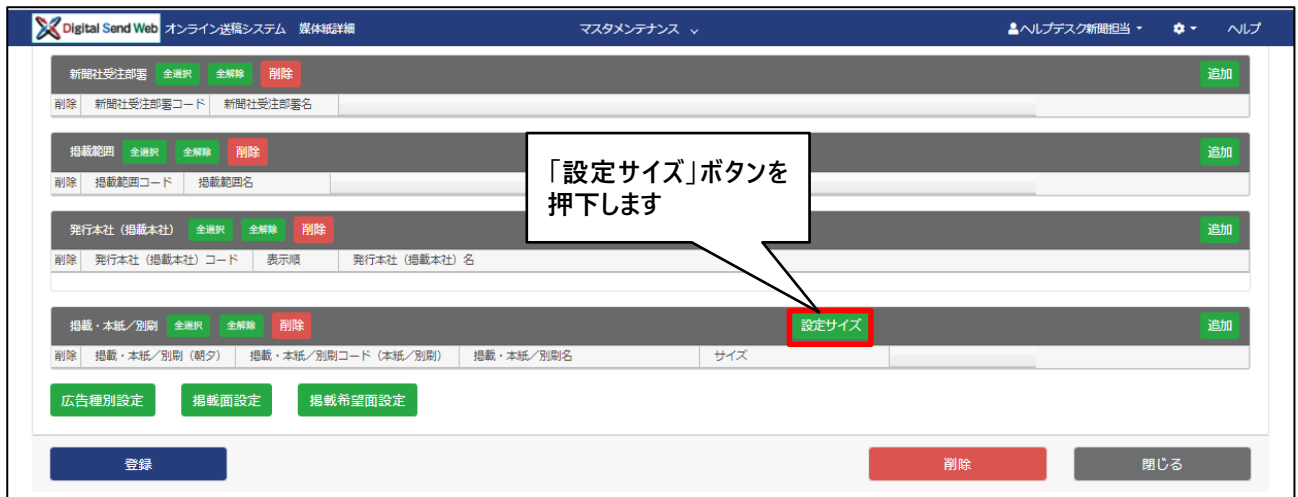 Digital Send Web オンライン送稿システム 媒体紙詳細 マスタメンテナンス ヘルプデスク新聞担当 ヘルプ
新聞社受注部署 全選択 全解除 削除 追加
削除 新聞社受注部署コード 新聞社受注部署名
掲載範囲 全選択 全解除 削除 追加
削除 掲載範囲コード 掲載範囲名
「設定サイズ」ボタンを
押下します
発行本社（掲載本社） 全選択 全解除 削除 追加
削除 発行本社（掲載本社）コード 表示順 発行本社（掲載本社）名
掲載・本紙／別刷 全選択 全解除 削除 設定サイズ 追加
削除 掲載・本紙／別刷（朝夕） 掲載・本紙／別刷コード（本紙／別刷） 掲載・本紙／別刷名 サイズ
広告種別設定 掲載面設定 掲載希望面設定
登録 削除 閉じる